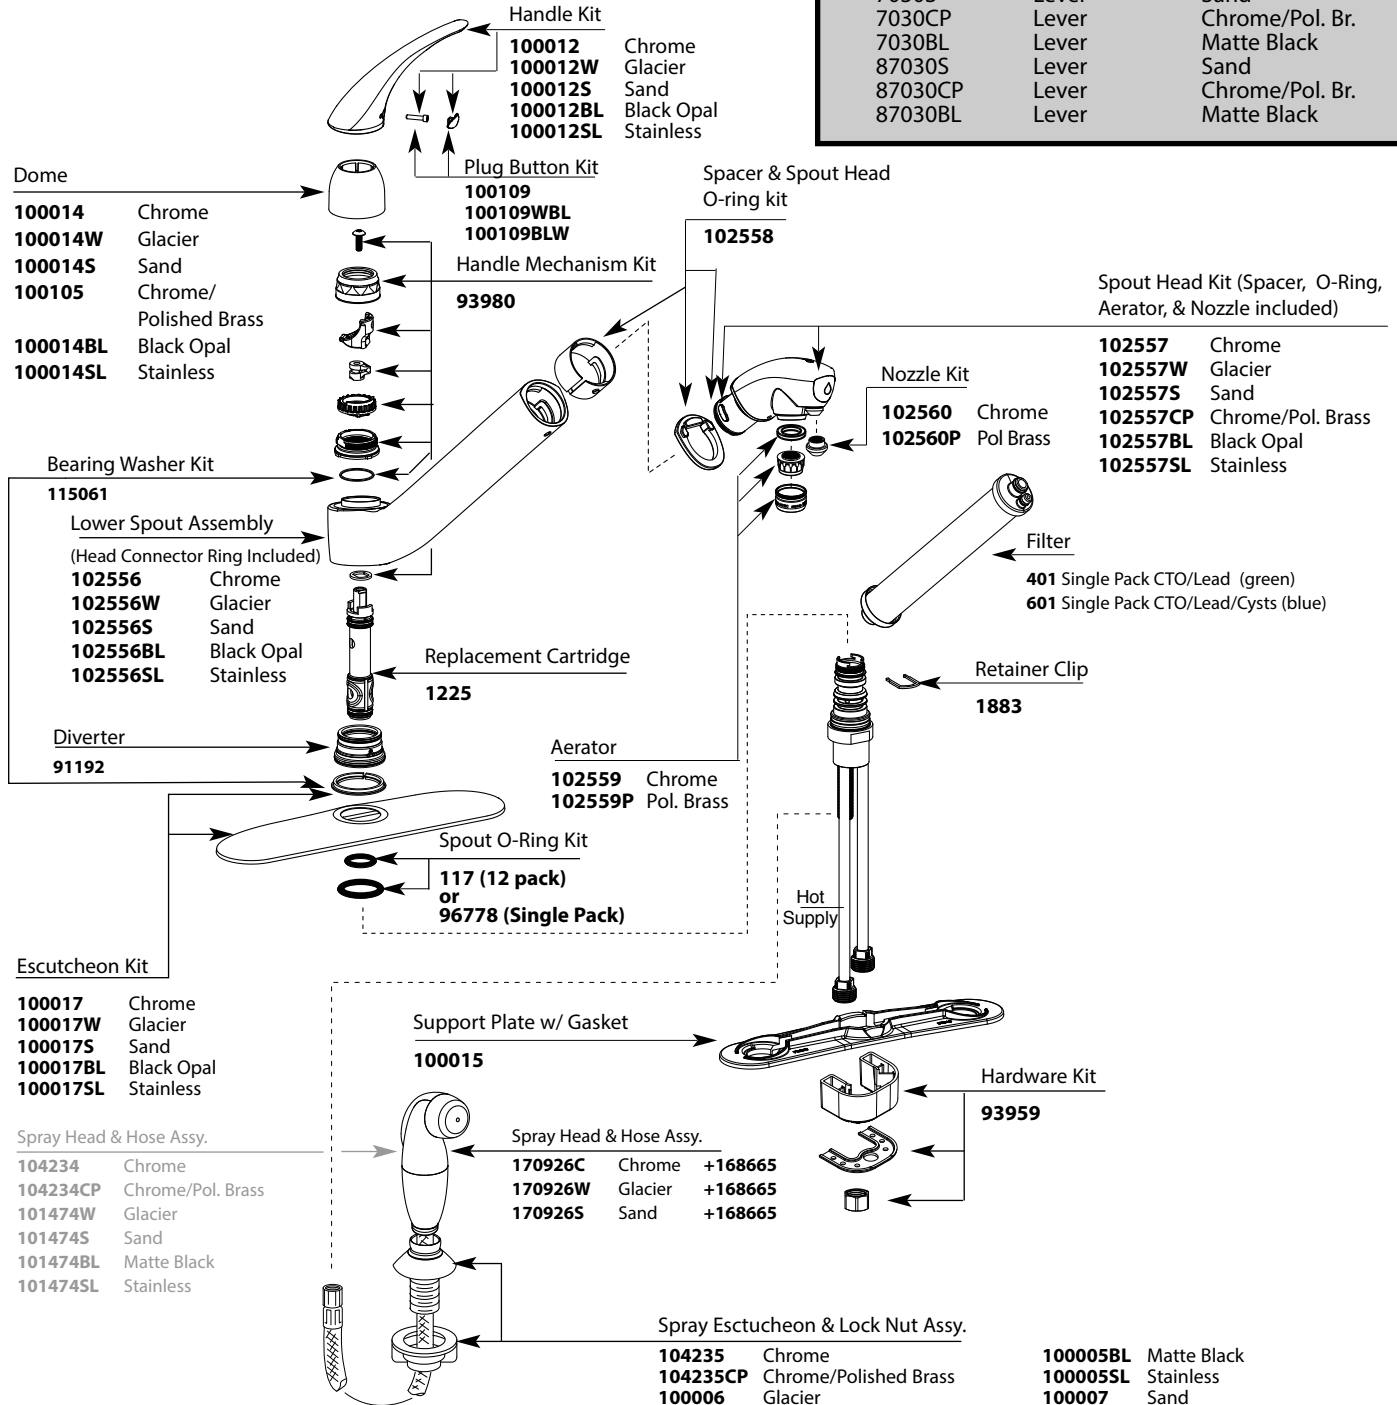 7030S Lever Sand
7030CP Lever Chrome/Pol. Br.
7030BL Lever Matte Black
87030S Lever Sand
87030CP Lever Chrome/Pol. Br.
87030BL Lever Matte Black
Handle Kit
100012 Chrome
100012W Glacier
100012S Sand
100012BL Black Opal
100012SL Stainless
Plug Button Kit
100109
100109WBL
100109BLW
Dome
100014 Chrome
100014W Glacier
100014S Sand
100105 Chrome/
Polished Brass
100014BL Black Opal
100014SL Stainless
Handle Mechanism Kit
93980
Spacer & Spout Head
O-ring kit
102558
Spout Head Kit (Spacer, O-Ring,
Aerator, & Nozzle included)
102557 Chrome
102557W Glacier
102557S Sand
102557CP Chrome/Pol. Brass
102557BL Black Opal
102557SL Stainless
Nozzle Kit
102560 Chrome
102560P Pol Brass
Bearing Washer Kit
115061
Lower Spout Assembly
(Head Connector Ring Included)
102556 Chrome
102556W Glacier
102556S Sand
102556BL Black Opal
102556SL Stainless
Filter
401 Single Pack CTO/Lead (green)
601 Single Pack CTO/Lead/Cysts (blue)
Replacement Cartridge
1225
Retainer Clip
1883
Diverter
91192
Aerator
102559 Chrome
102559P Pol. Brass
Spout O-Ring Kit
117 (12 pack)
or
96778 (Single Pack)
Hot
Supply
Escutcheon Kit
100017 Chrome
100017W Glacier
100017S Sand
100017BL Black Opal
100017SL Stainless
Support Plate w/ Gasket
100015
Hardware Kit
93959
Spray Head & Hose Assy.
104234 Chrome
104234CP Chrome/Pol. Brass
101474W Glacier
101474S Sand
101474BL Matte Black
101474SL Stainless
Spray Head & Hose Assy.
170926C Chrome +168665
170926W Glacier +168665
170926S Sand +168665
Spray Esctucheon & Lock Nut Assy.
104235 Chrome
104235CP Chrome/Polished Brass
100006 Glacier
100005BL Matte Black
100005SL Stainless
100007 Sand